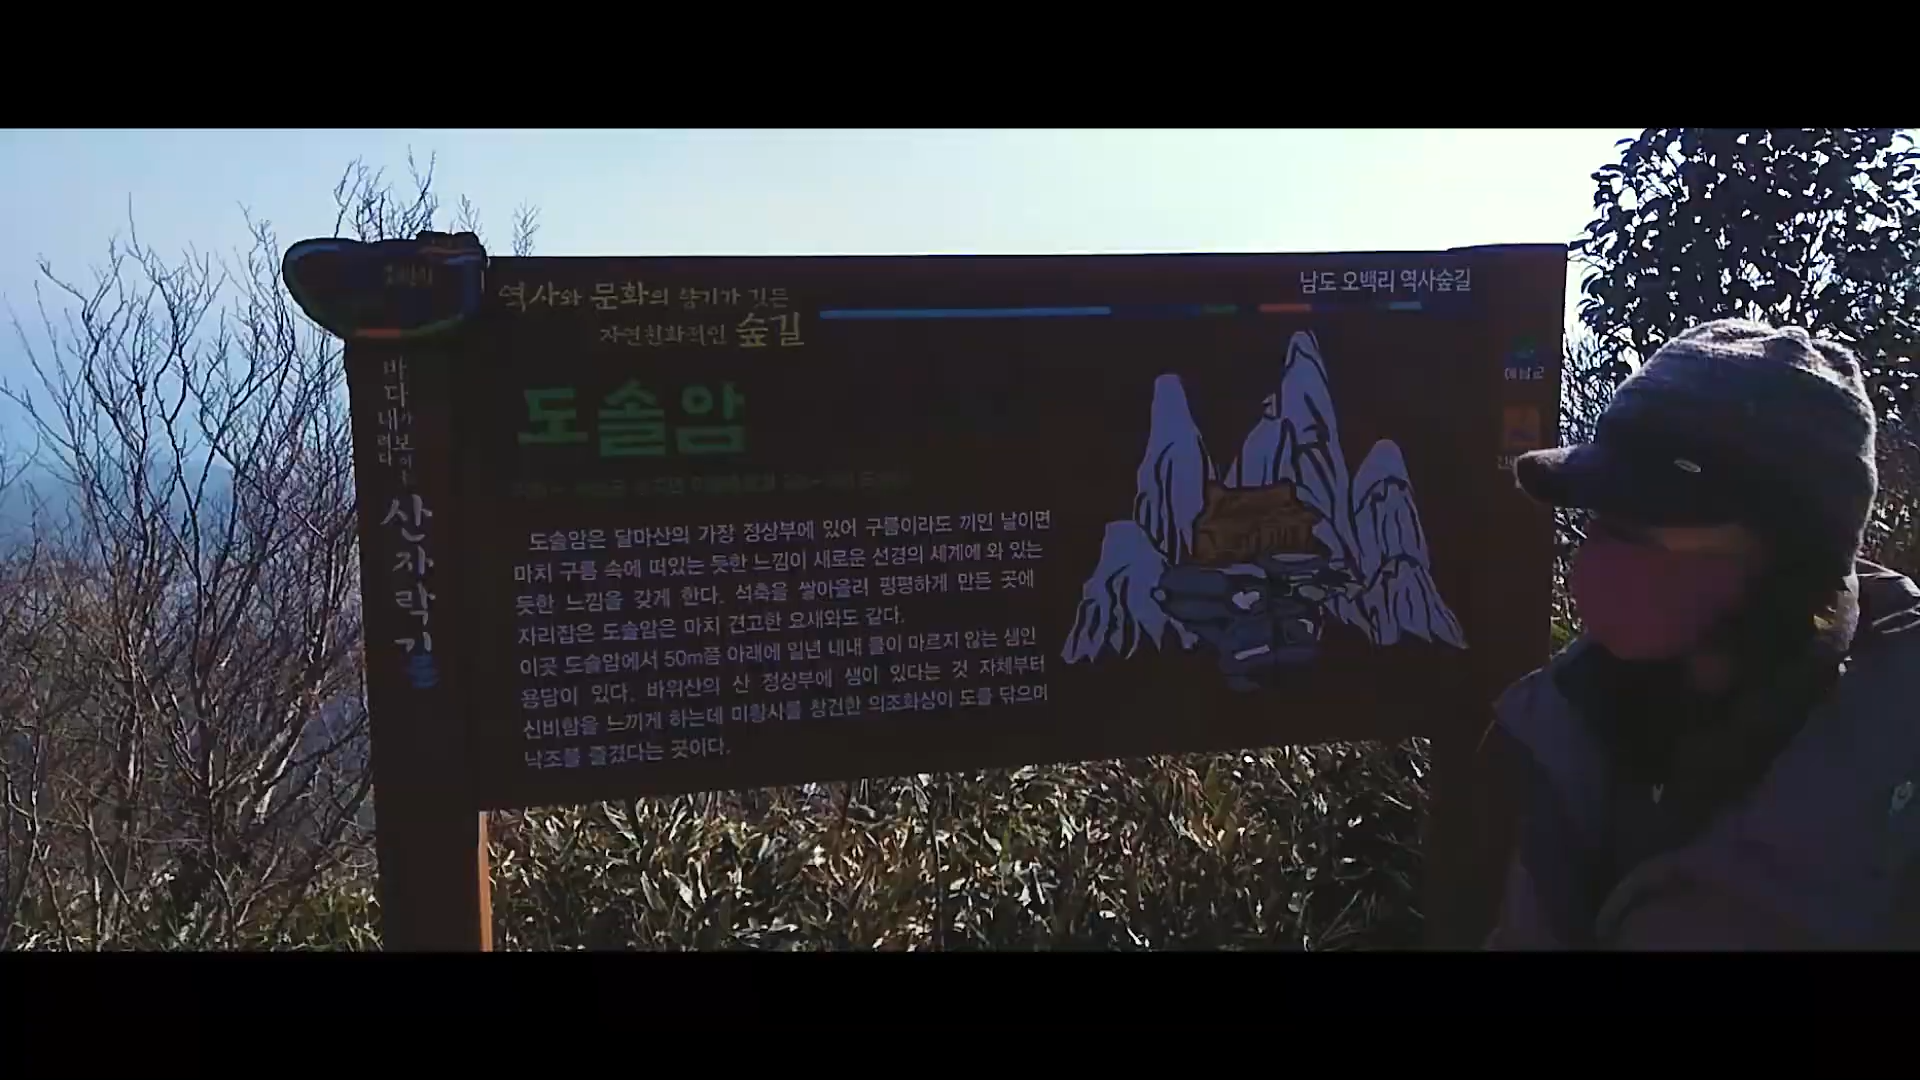 역사와 문화의 향기가 깃든
자연친화적인 숲길
남도 오백리 역사숲길
바다가 보이는
내려다
산자락길
도솔암
해남군
도솔암은 달마산의 가장 정상부에 있어 구름이라도 끼인 날이면
마치 구름 속에 떠있는 듯한 느낌이 새로운 선경의 세계에 와 있는
듯한 느낌을 갖게 한다. 석축을 쌓아올려 평평하게 만든 곳에
자리잡은 도솔암은 마치 견고한 요새와도 같다.
이곳 도솔암에서 50m쯤 아래에 일년 내내 물이 마르지 않는 샘인
용담이 있다. 바위산의 산 정상부에 샘이 있다는 것 자체부터
신비함을 느끼게 하는데 미황사를 창건한 의조화상이 도를 닦으며
낙조를 즐겼다는 곳이다.